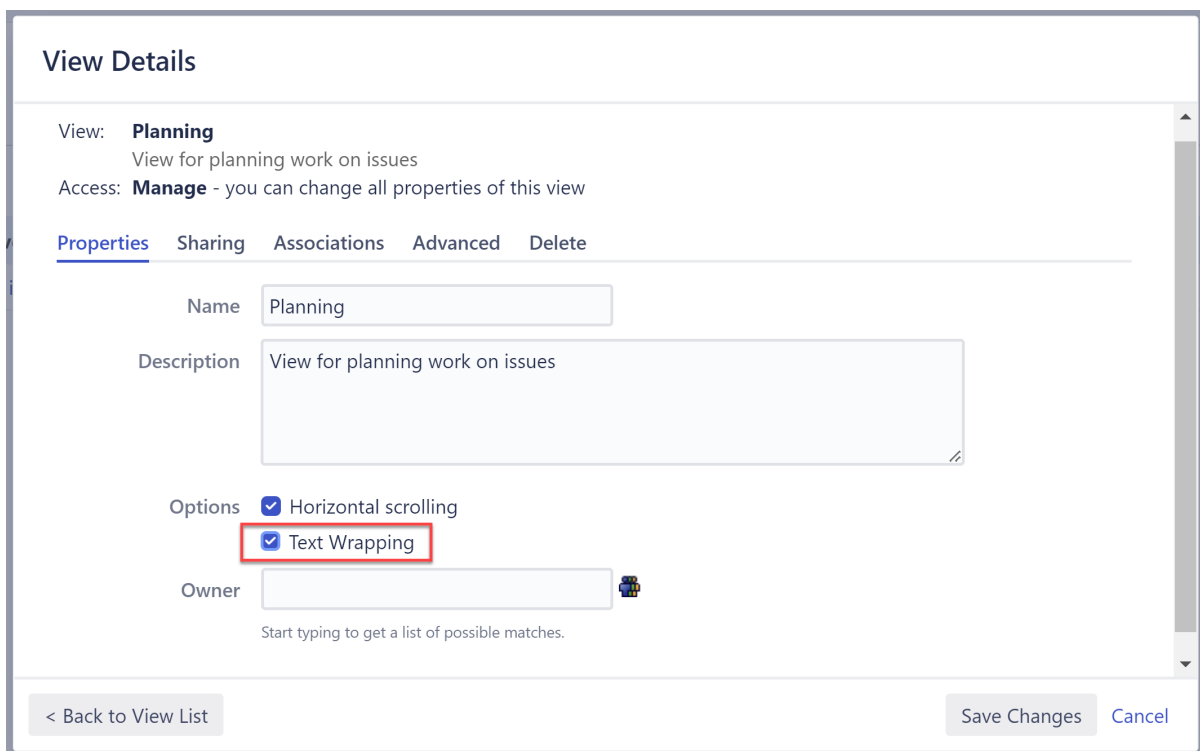 View Details
View: Planning
View for planning work on issues
Access: Manage - you can change all properties of this view
Properties Sharing Associations Advanced Delete
Name Planning
Description View for planning work on issues
Options Horizontal scrolling
Text Wrapping
Owner
Start typing to get a list of possible matches.
< Back to View List Save Changes Cancel